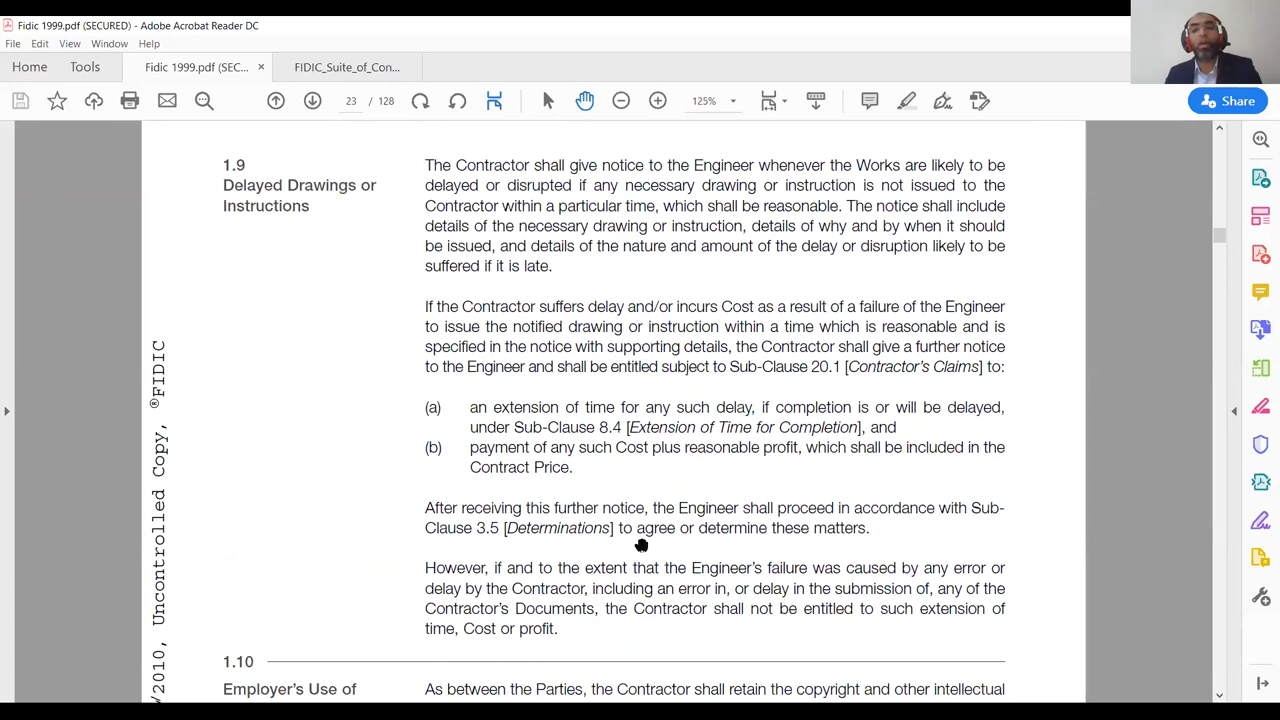 Fidic 1999.pdf (SECURED) - Adobe Acrobat Reader DC
File Edit View Window Help
Home Tools Fidic 1999.pdf (SEC... × FIDIC_Suite_of_Con...
23 / 128 125% Share
1.9
Delayed Drawings or
Instructions
The Contractor shall give notice to the Engineer whenever the Works are likely to be
delayed or disrupted if any necessary drawing or instruction is not issued to the
Contractor within a particular time, which shall be reasonable. The notice shall include
details of the necessary drawing or instruction, details of why and by when it should
be issued, and details of the nature and amount of the delay or disruption likely to be
suffered if it is late.
If the Contractor suffers delay and/or incurs Cost as a result of a failure of the Engineer
to issue the notified drawing or instruction within a time which is reasonable and is
specified in the notice with supporting details, the Contractor shall give a further notice
to the Engineer and shall be entitled subject to Sub-Clause 20.1 [Contractor's Claims] to:
(a) an extension of time for any such delay, if completion is or will be delayed,
under Sub-Clause 8.4 [Extension of Time for Completion], and
(b) payment of any such Cost plus reasonable profit, which shall be included in the
Contract Price.
After receiving this further notice, the Engineer shall proceed in accordance with Sub-
Clause 3.5 [Determinations] to agree or determine these matters.
However, if and to the extent that the Engineer's failure was caused by any error or
delay by the Contractor, including an error in, or delay in the submission of, any of the
Contractor's Documents, the Contractor shall not be entitled to such extension of
time, Cost or profit.
1.10
Employer's Use of
As between the Parties, the Contractor shall retain the copyright and other intellectual
/2010, Uncontrolled Copy, ®FIDIC